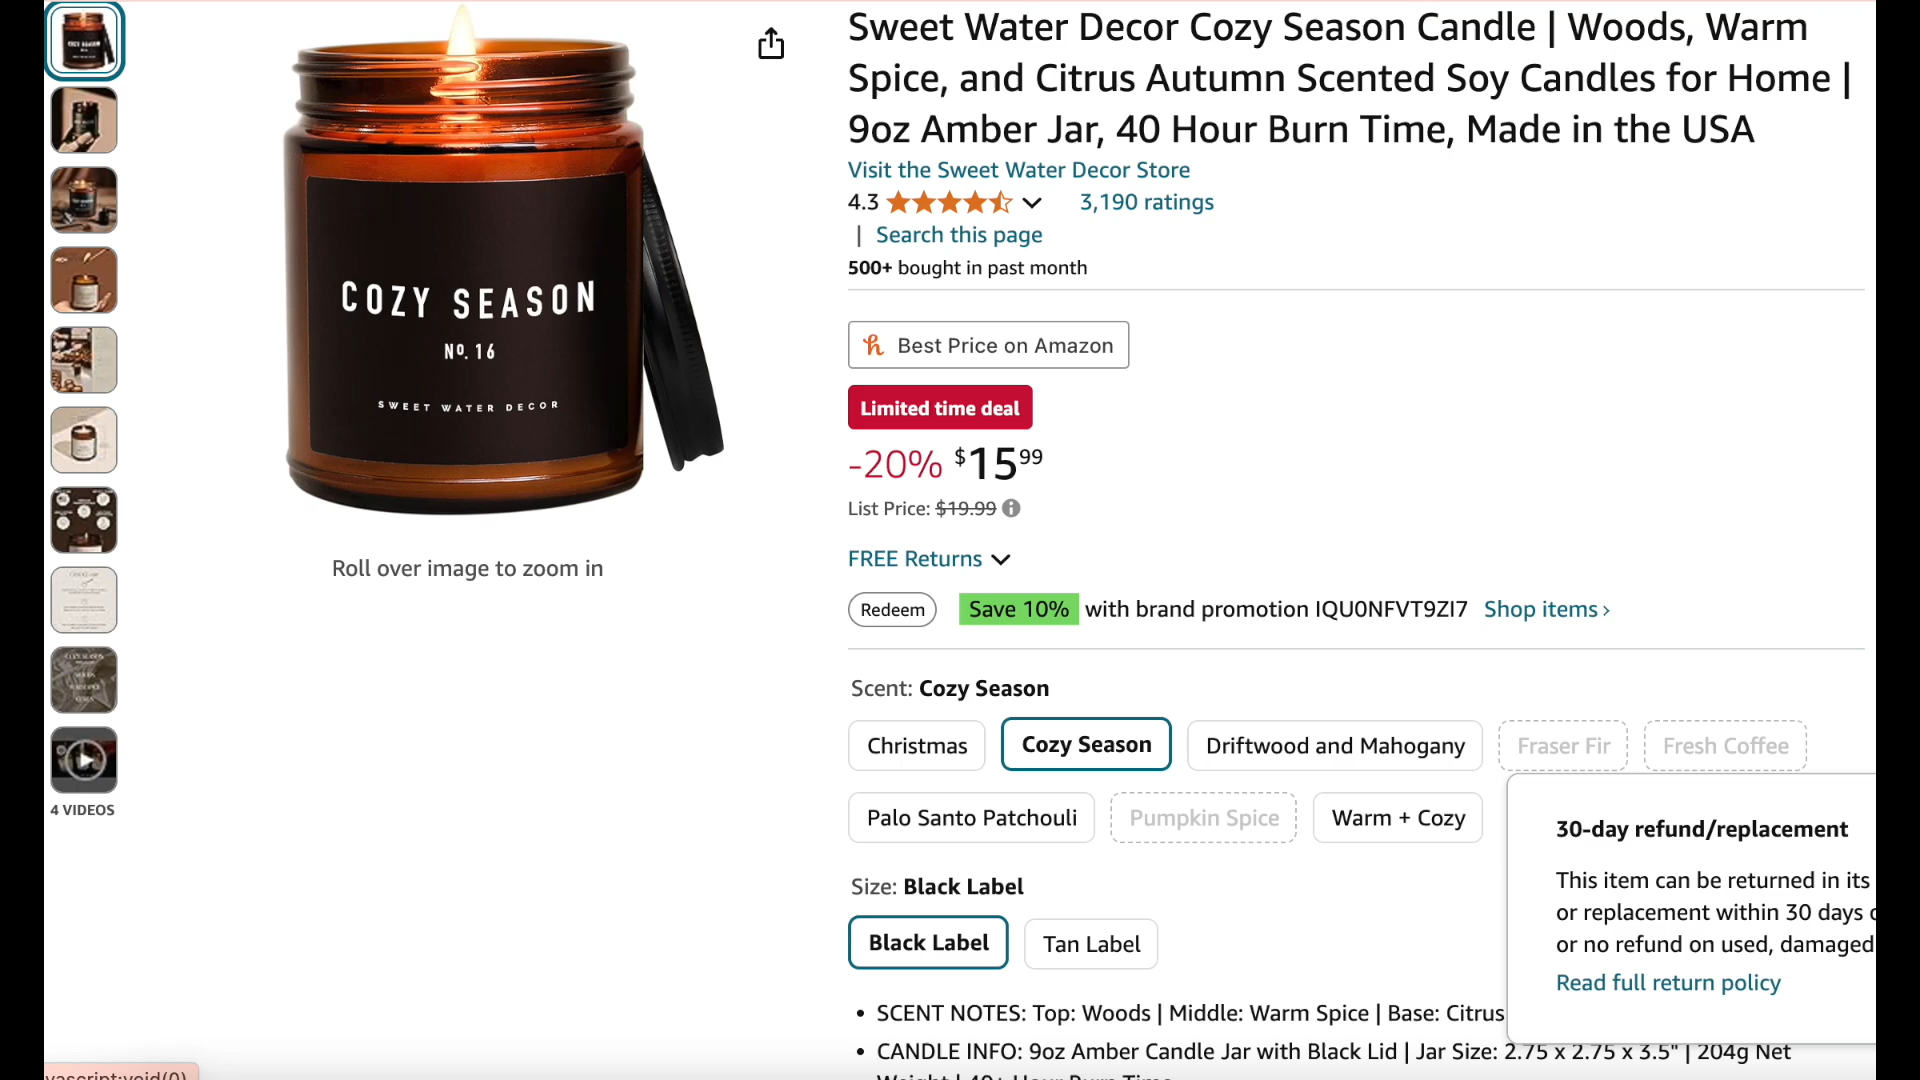 Sweet Water Decor Cozy Season Candle | Woods, Warm
Spice, and Citrus Autumn Scented Soy Candles for Home |
9oz Amber Jar, 40 Hour Burn Time, Made in the USA
Visit the Sweet Water Decor Store
4.3 3,190 ratings
| Search this page
500+ bought in past month
Best Price on Amazon
Limited time deal
-20% $15 99
List Price: $19.99
FREE Returns
Redeem Save 10% with brand promotion IQU0NFVT9ZI7 Shop items ›
COZY SEASON
Nº. 16
SWEET WATER DECOR
Roll over image to zoom in
4 VIDEOS
Scent: Cozy Season
Christmas Cozy Season Driftwood and Mahogany Fraser Fir Fresh Coffee
Palo Santo Patchouli Pumpkin Spice Warm + Cozy
Size: Black Label
Black Label Tan Label
30-day refund/replacement
This item can be returned in its
or replacement within 30 days
or no refund on used, damaged
Read full return policy
• SCENT NOTES: Top: Woods | Middle: Warm Spice | Base: Citrus
• CANDLE INFO: 9oz Amber Candle Jar with Black Lid | Jar Size: 2.75 x 2.75 x 3.5" | 204g Net